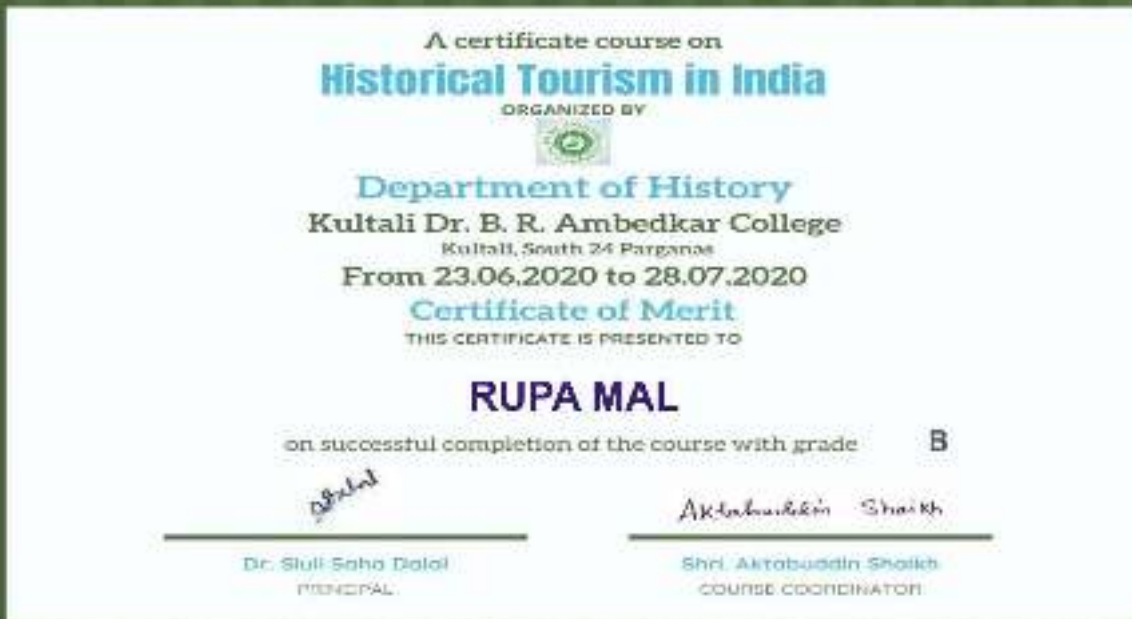 A certificate course on
Historical Tourism in India
ORGANIZED BY
Department of History
Kultali Dr. B. R. Ambedkar College
Kultali, South 24 Parganas
From 23.06.2020 to 28.07.2020
Certificate of Merit
THIS CERTIFICATE IS PRESENTED TO
RUPA MAL
on successful completion of the course with grade B
Aktabuddin Shaikh
Dr. Siuli Saha Dalal
Shri. Aktabuddin Shaikh
PRINCIPAL
COURSE COORDINATOR